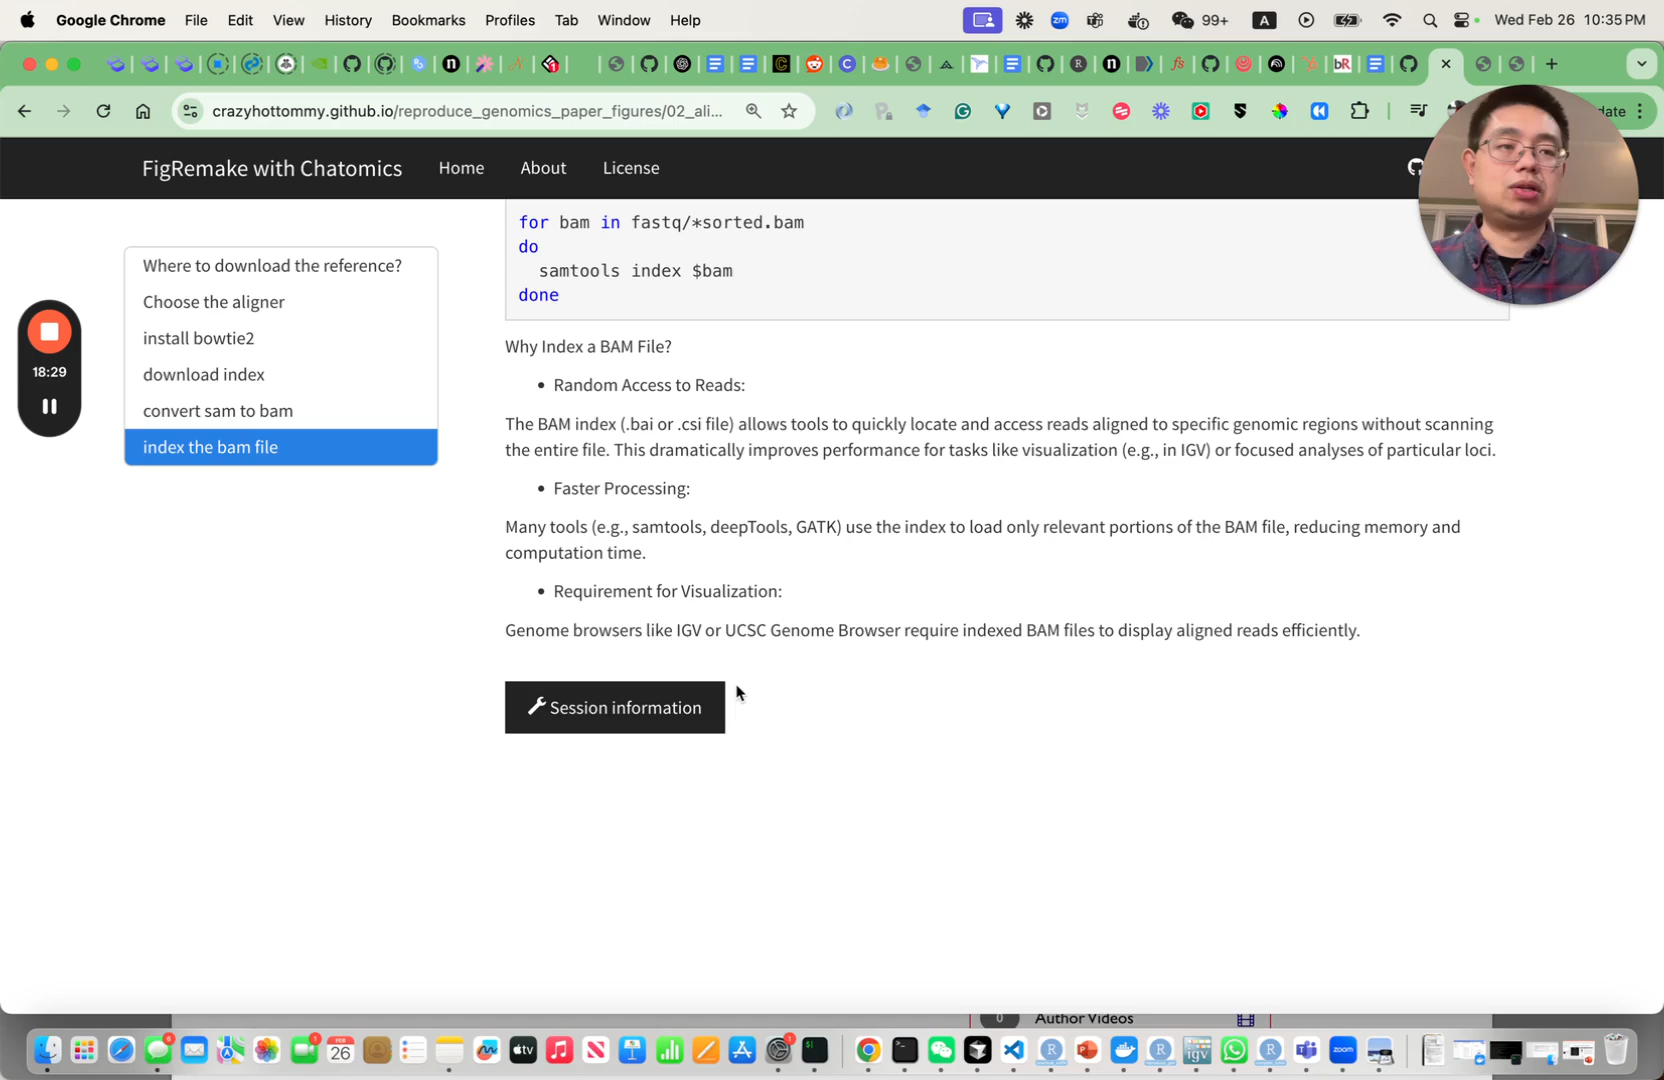 Google Chrome File Edit View History Bookmarks Profiles Tab Window Help zm 99+ A Wed Feb 26 10:35 PM
crazyhottommy.github.io/reproduce_genomics_paper_figures/02_ali... date
FigRemake with Chatomics Home About License
for bam in fastq/*sorted.bam
do
samtools index $bam
done
Where to download the reference?
Choose the aligner
install bowtie2
download index
convert sam to bam
index the bam file
18:29
Why Index a BAM File?
• Random Access to Reads:
The BAM index (.bai or .csi file) allows tools to quickly locate and access reads aligned to specific genomic regions without scanning
the entire file. This dramatically improves performance for tasks like visualization (e.g., in IGV) or focused analyses of particular loci.
• Faster Processing:
Many tools (e.g., samtools, deepTools, GATK) use the index to load only relevant portions of the BAM file, reducing memory and
computation time.
• Requirement for Visualization:
Genome browsers like IGV or UCSC Genome Browser require indexed BAM files to display aligned reads efficiently.
Session information
0 Author Videos